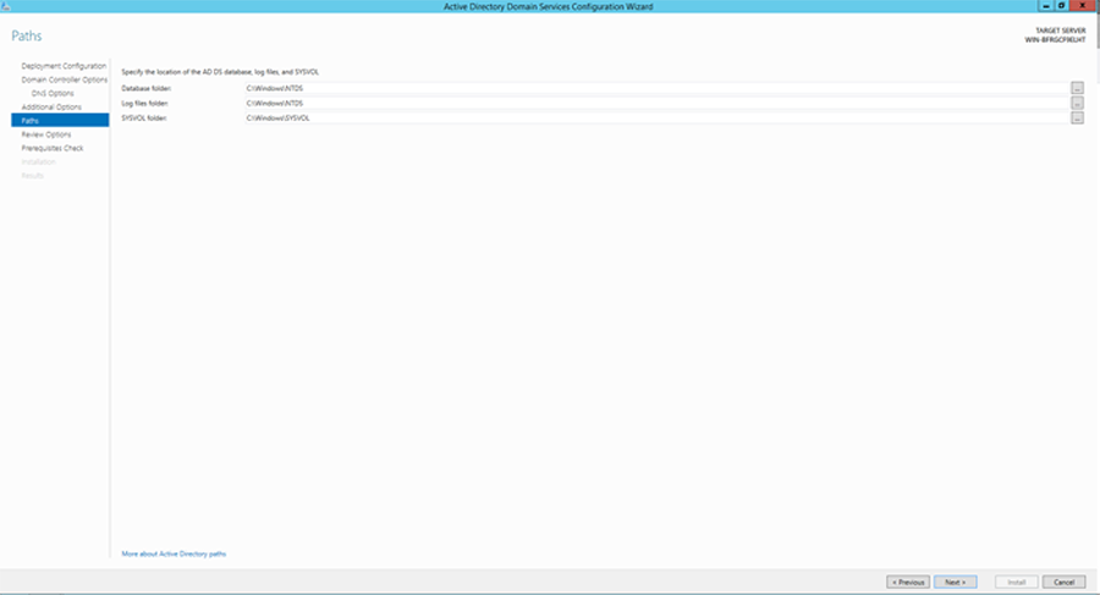 Active Directory Domain Services Configuration Wizard
Paths
TARGET SERVER
Deployment Configuration
Domain Controller Options
DNS Options
Additional Options
Paths
Review Options
Prerequisites Check
Installation
Results
Specify the location of the AD DS database, log files, and SYSVOL
Database folder: C:\Windows\NTDS ...
Log files folder: C:\Windows\NTDS ...
SYSVOL folder: C:\Windows\SYSVOL ...
More about Active Directory paths
< Previous Next > Install Cancel